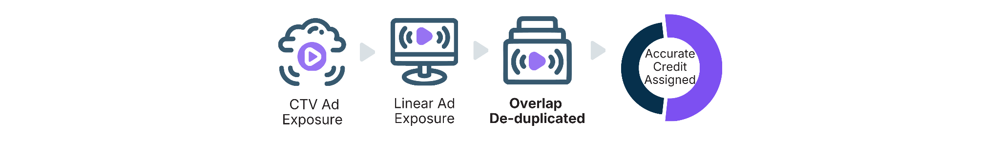 CTV Ad
Exposure
Linear Ad
Exposure
Overlap
De-duplicated
Accurate
Credit
Assigned